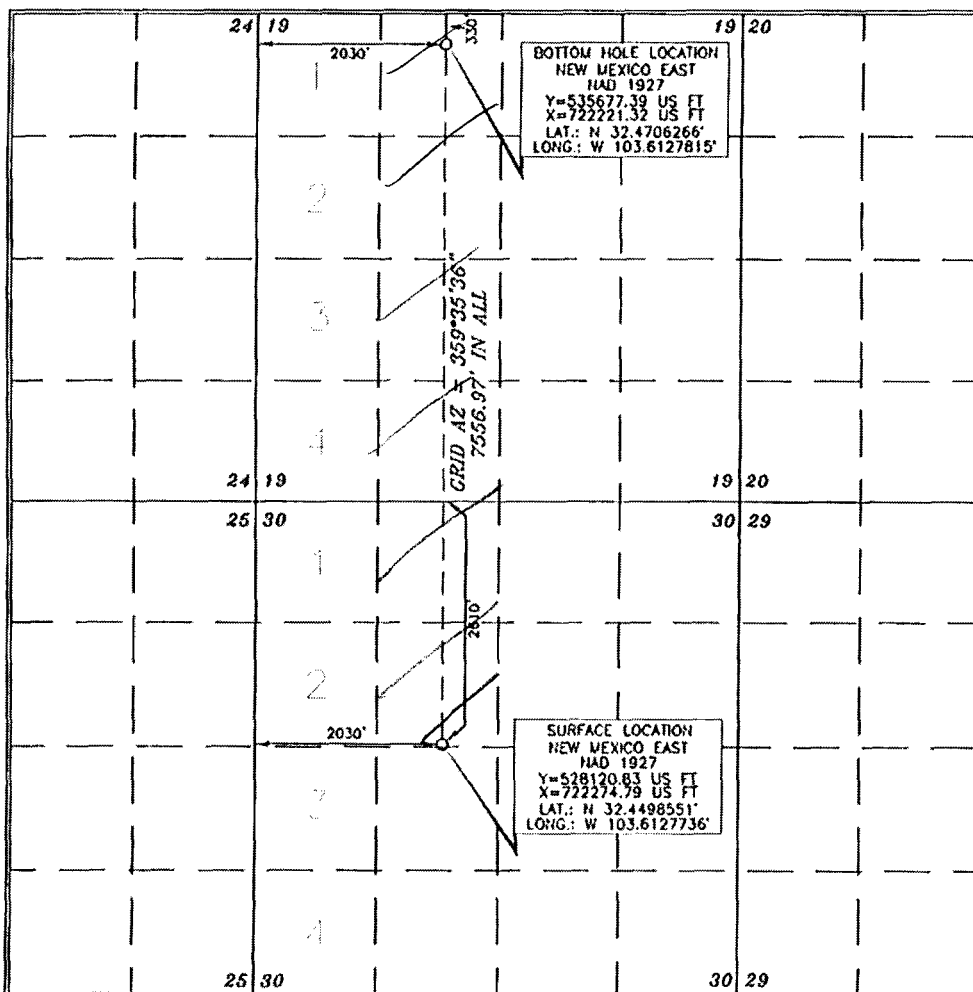 24 19
19 20
330'
2030'
BOTTOM HOLE LOCATION
NEW MEXICO EAST
NAD 1927
Y=535677.39 US FT
X=722221.32 US FT
LAT.: N 32.4706266°
LONG.: W 103.6127815°
1
2
3
4
GRID AZ = 359°35'36"
7556.97' IN ALL
24 19
19 20
25 30
30 29
1
2610'
2
2030'
SURFACE LOCATION
NEW MEXICO EAST
NAD 1927
Y=528120.83 US FT
X=722274.79 US FT
LAT.: N 32.4498551°
LONG.: W 103.6127736°
3
4
25 30
30 29